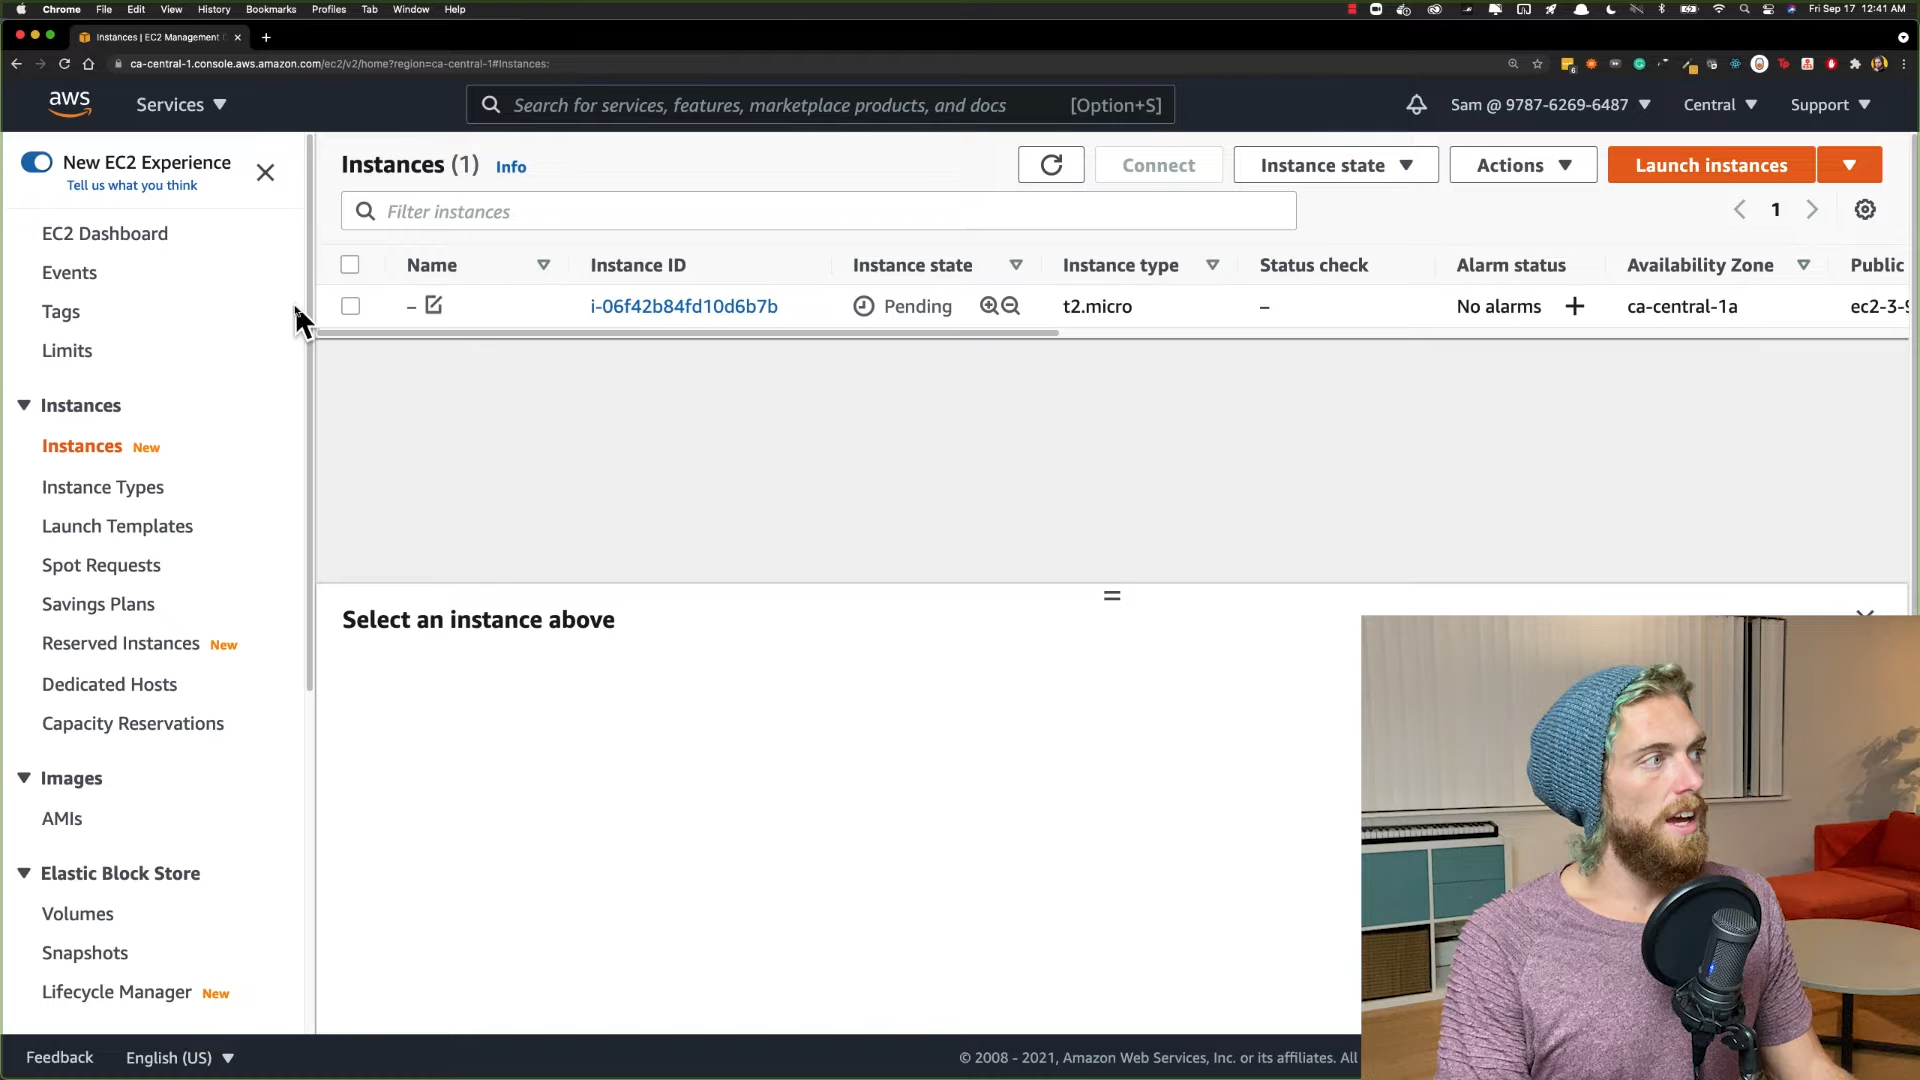 Chrome File Edit View History Bookmarks Profiles Tab Window Help
Fri Sep 17 12:41 AM
Instances | EC2 Management
ca-central-1.console.aws.amazon.com/ec2/v2/home?region=ca-central-1#Instances:
aws Services Search for services, features, marketplace products, and docs [Option+S] Sam @ 9787-6269-6487 Central Support
New EC2 Experience
Tell us what you think
EC2 Dashboard
Events
Tags
Limits
Instances
Instances New
Instance Types
Launch Templates
Spot Requests
Savings Plans
Reserved Instances New
Dedicated Hosts
Capacity Reservations
Images
AMIs
Elastic Block Store
Volumes
Snapshots
Lifecycle Manager New
Instances (1) Info Connect Instance state Actions Launch instances
Filter instances 1
Name Instance ID Instance state Instance type Status check Alarm status Availability Zone Public
– i-06f42b84fd10d6b7b Pending t2.micro – No alarms + ca-central-1a ec2-3-9
Select an instance above
Feedback English (US) © 2008 - 2021, Amazon Web Services, Inc. or its affiliates. All